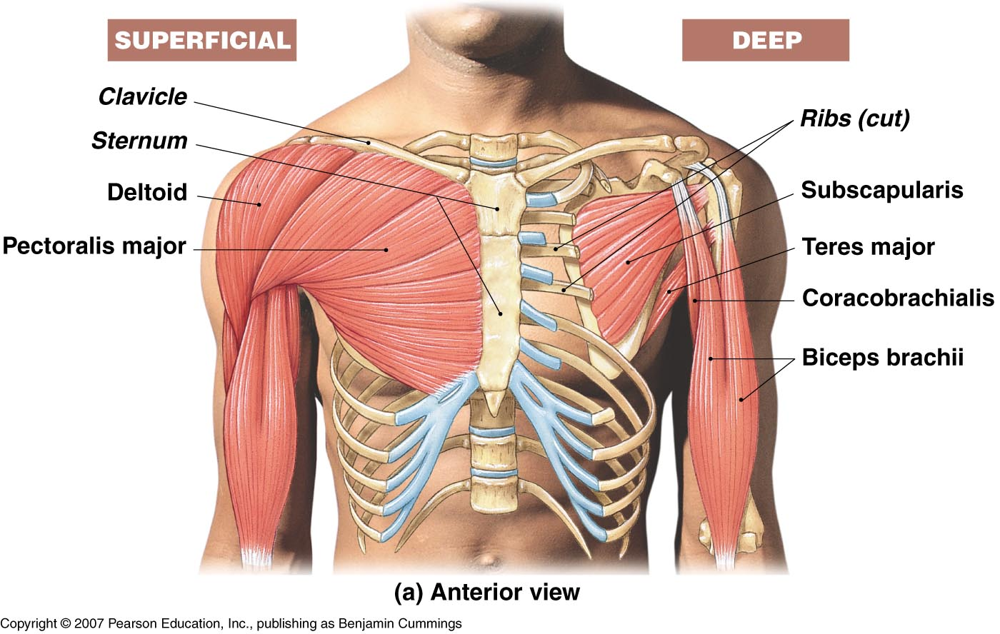 SUPERFICIAL
DEEP
Clavicle
Sternum
Deltoid
Pectoralis major
Ribs (cut)
Subscapularis
Teres major
Coracobrachialis
Biceps brachii
(a) Anterior view
Copyright © 2007 Pearson Education, Inc., publishing as Benjamin Cummings